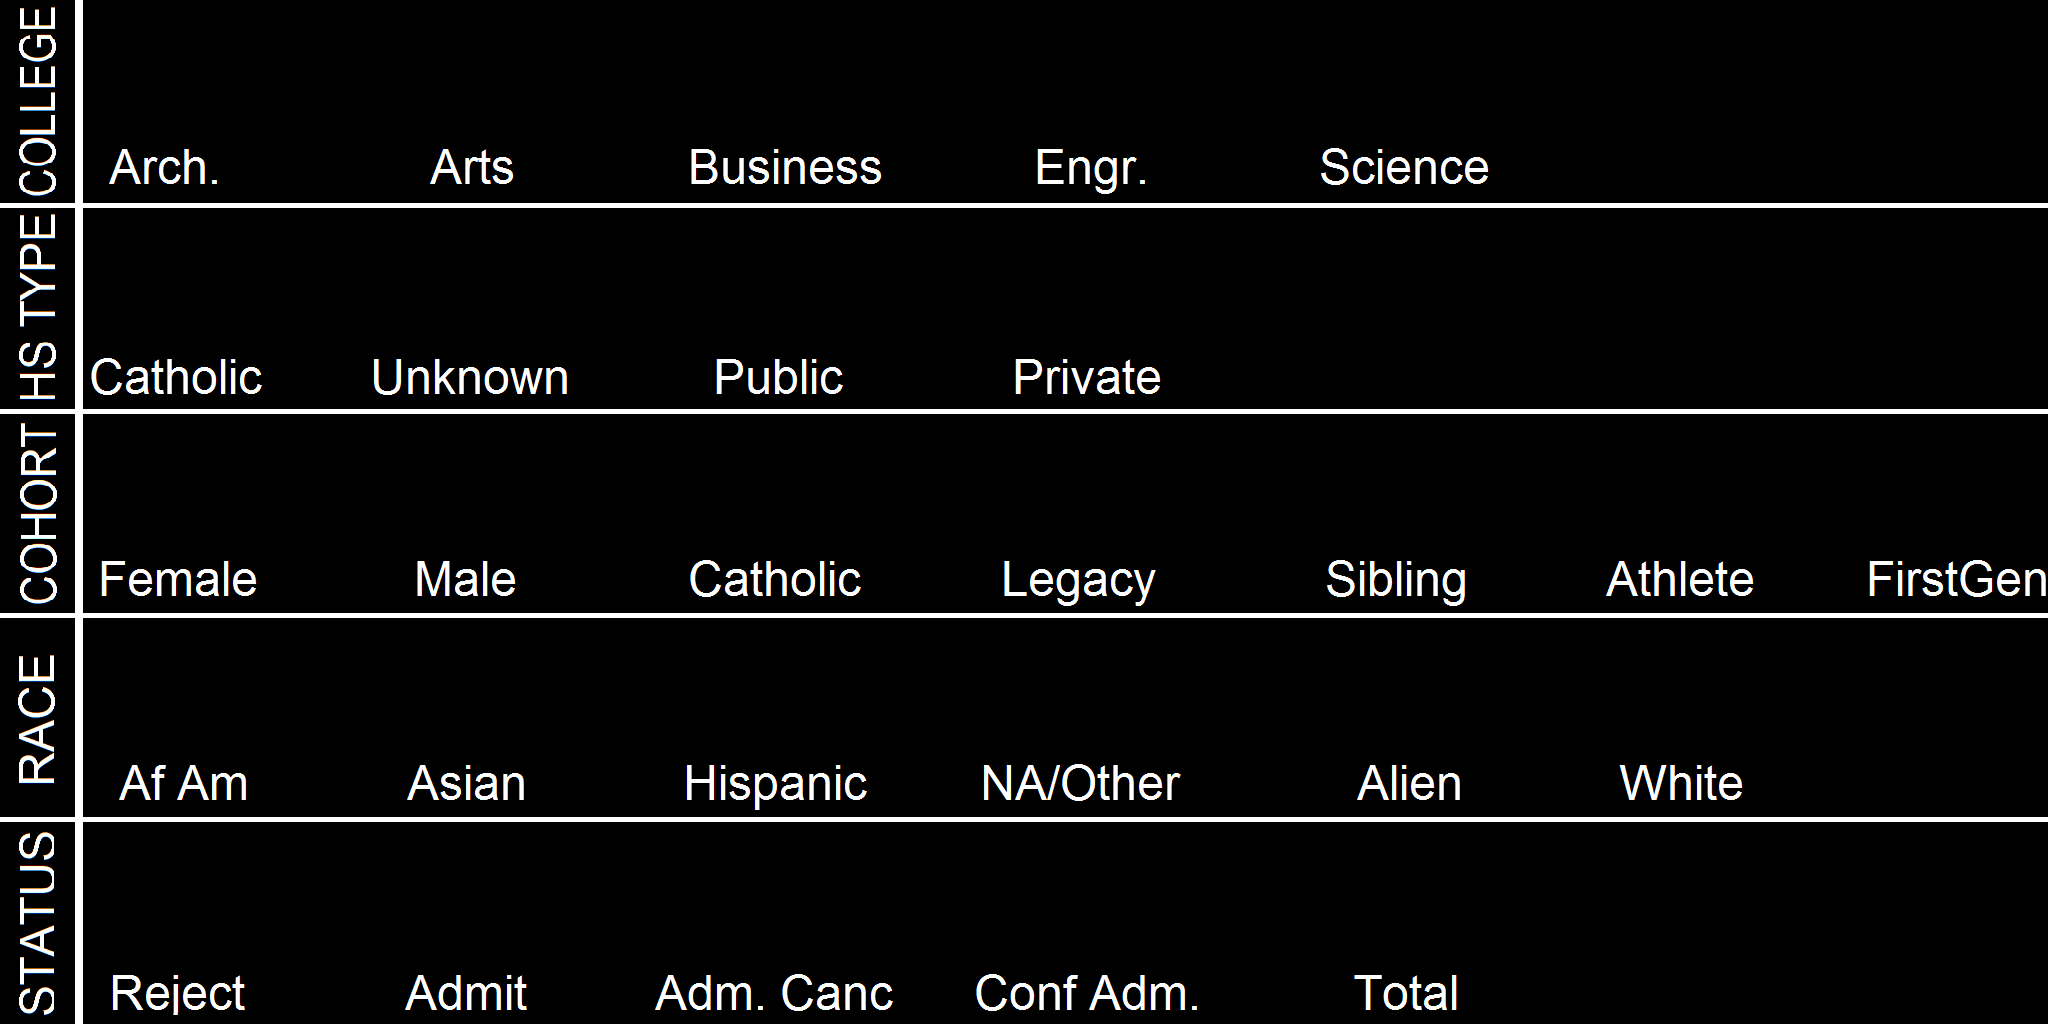 COLLEGE
Arch. Arts Business Engr. Science
HS TYPE
Catholic Unknown Public Private
COHORT
Female Male Catholic Legacy Sibling Athlete FirstGen
RACE
Af Am Asian Hispanic NA/Other Alien White
STATUS
Reject Admit Adm. Canc Conf Adm. Total